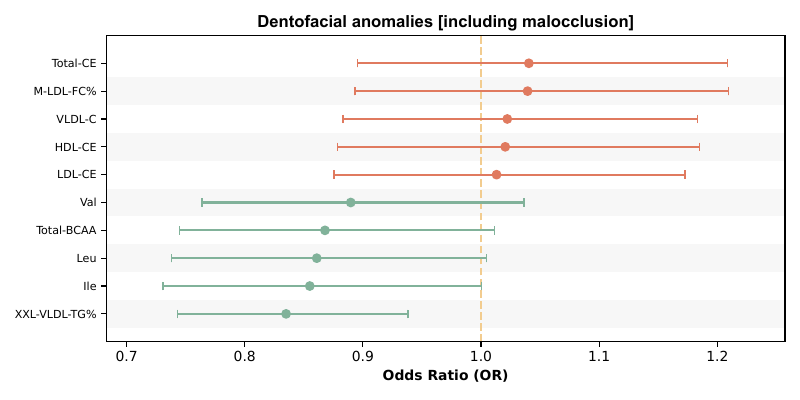 Dentofacial anomalies [including malocclusion]
Total-CE
M-LDL-FC%
VLDL-C
HDL-CE
LDL-CE
Val
Total-BCAA
Leu
Ile
XXL-VLDL-TG%
0.7 0.8 0.9 1.0 1.1 1.2
Odds Ratio (OR)